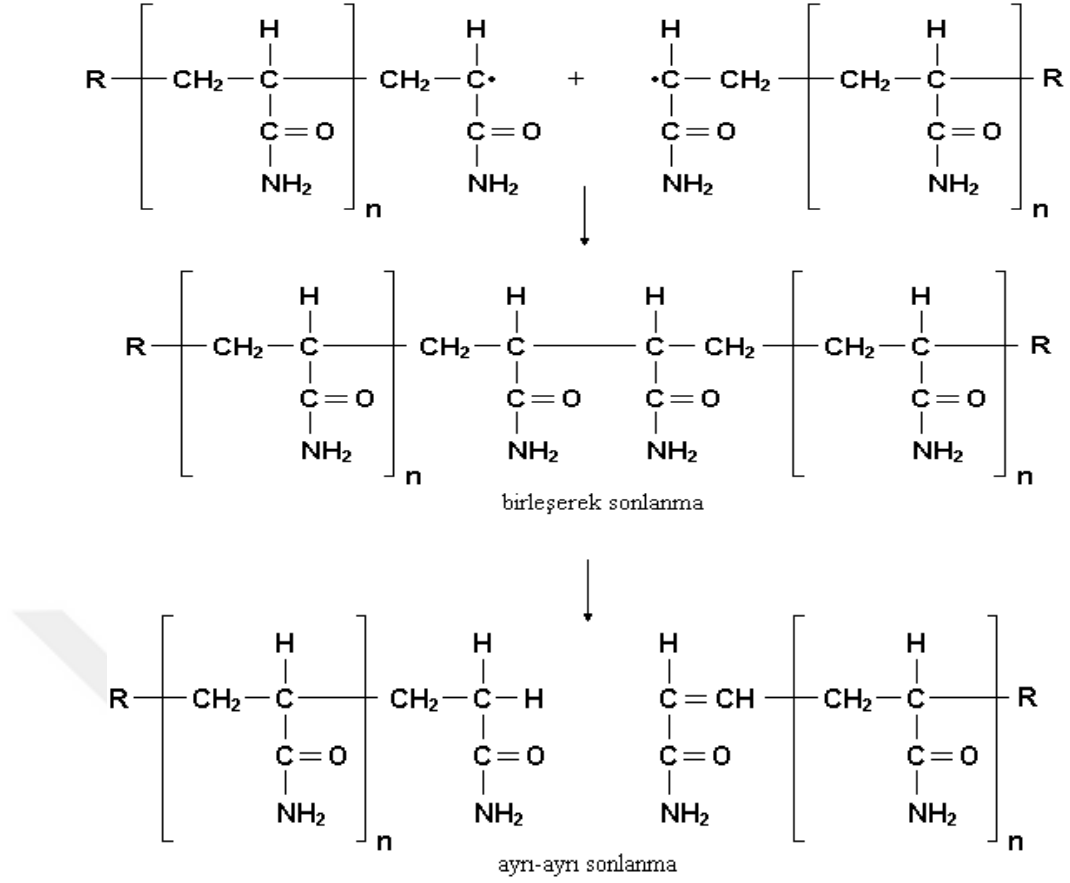 H H H H
R CH₂ C CH₂ C• + •C CH₂ CH₂ C R
C=O C=O C=O C=O
NH₂ NH₂ NH₂ NH₂
n n
H H H H
R CH₂ C CH₂ C C CH₂ CH₂ C R
C=O C=O C=O C=O
NH₂ NH₂ NH₂ NH₂
n n
birleşerek sonlanma
H H H H
R CH₂ C CH₂ C H C=CH CH₂ C R
C=O C=O C=O C=O
NH₂ NH₂ NH₂ NH₂
n n
ayrı-ayrı sonlanma